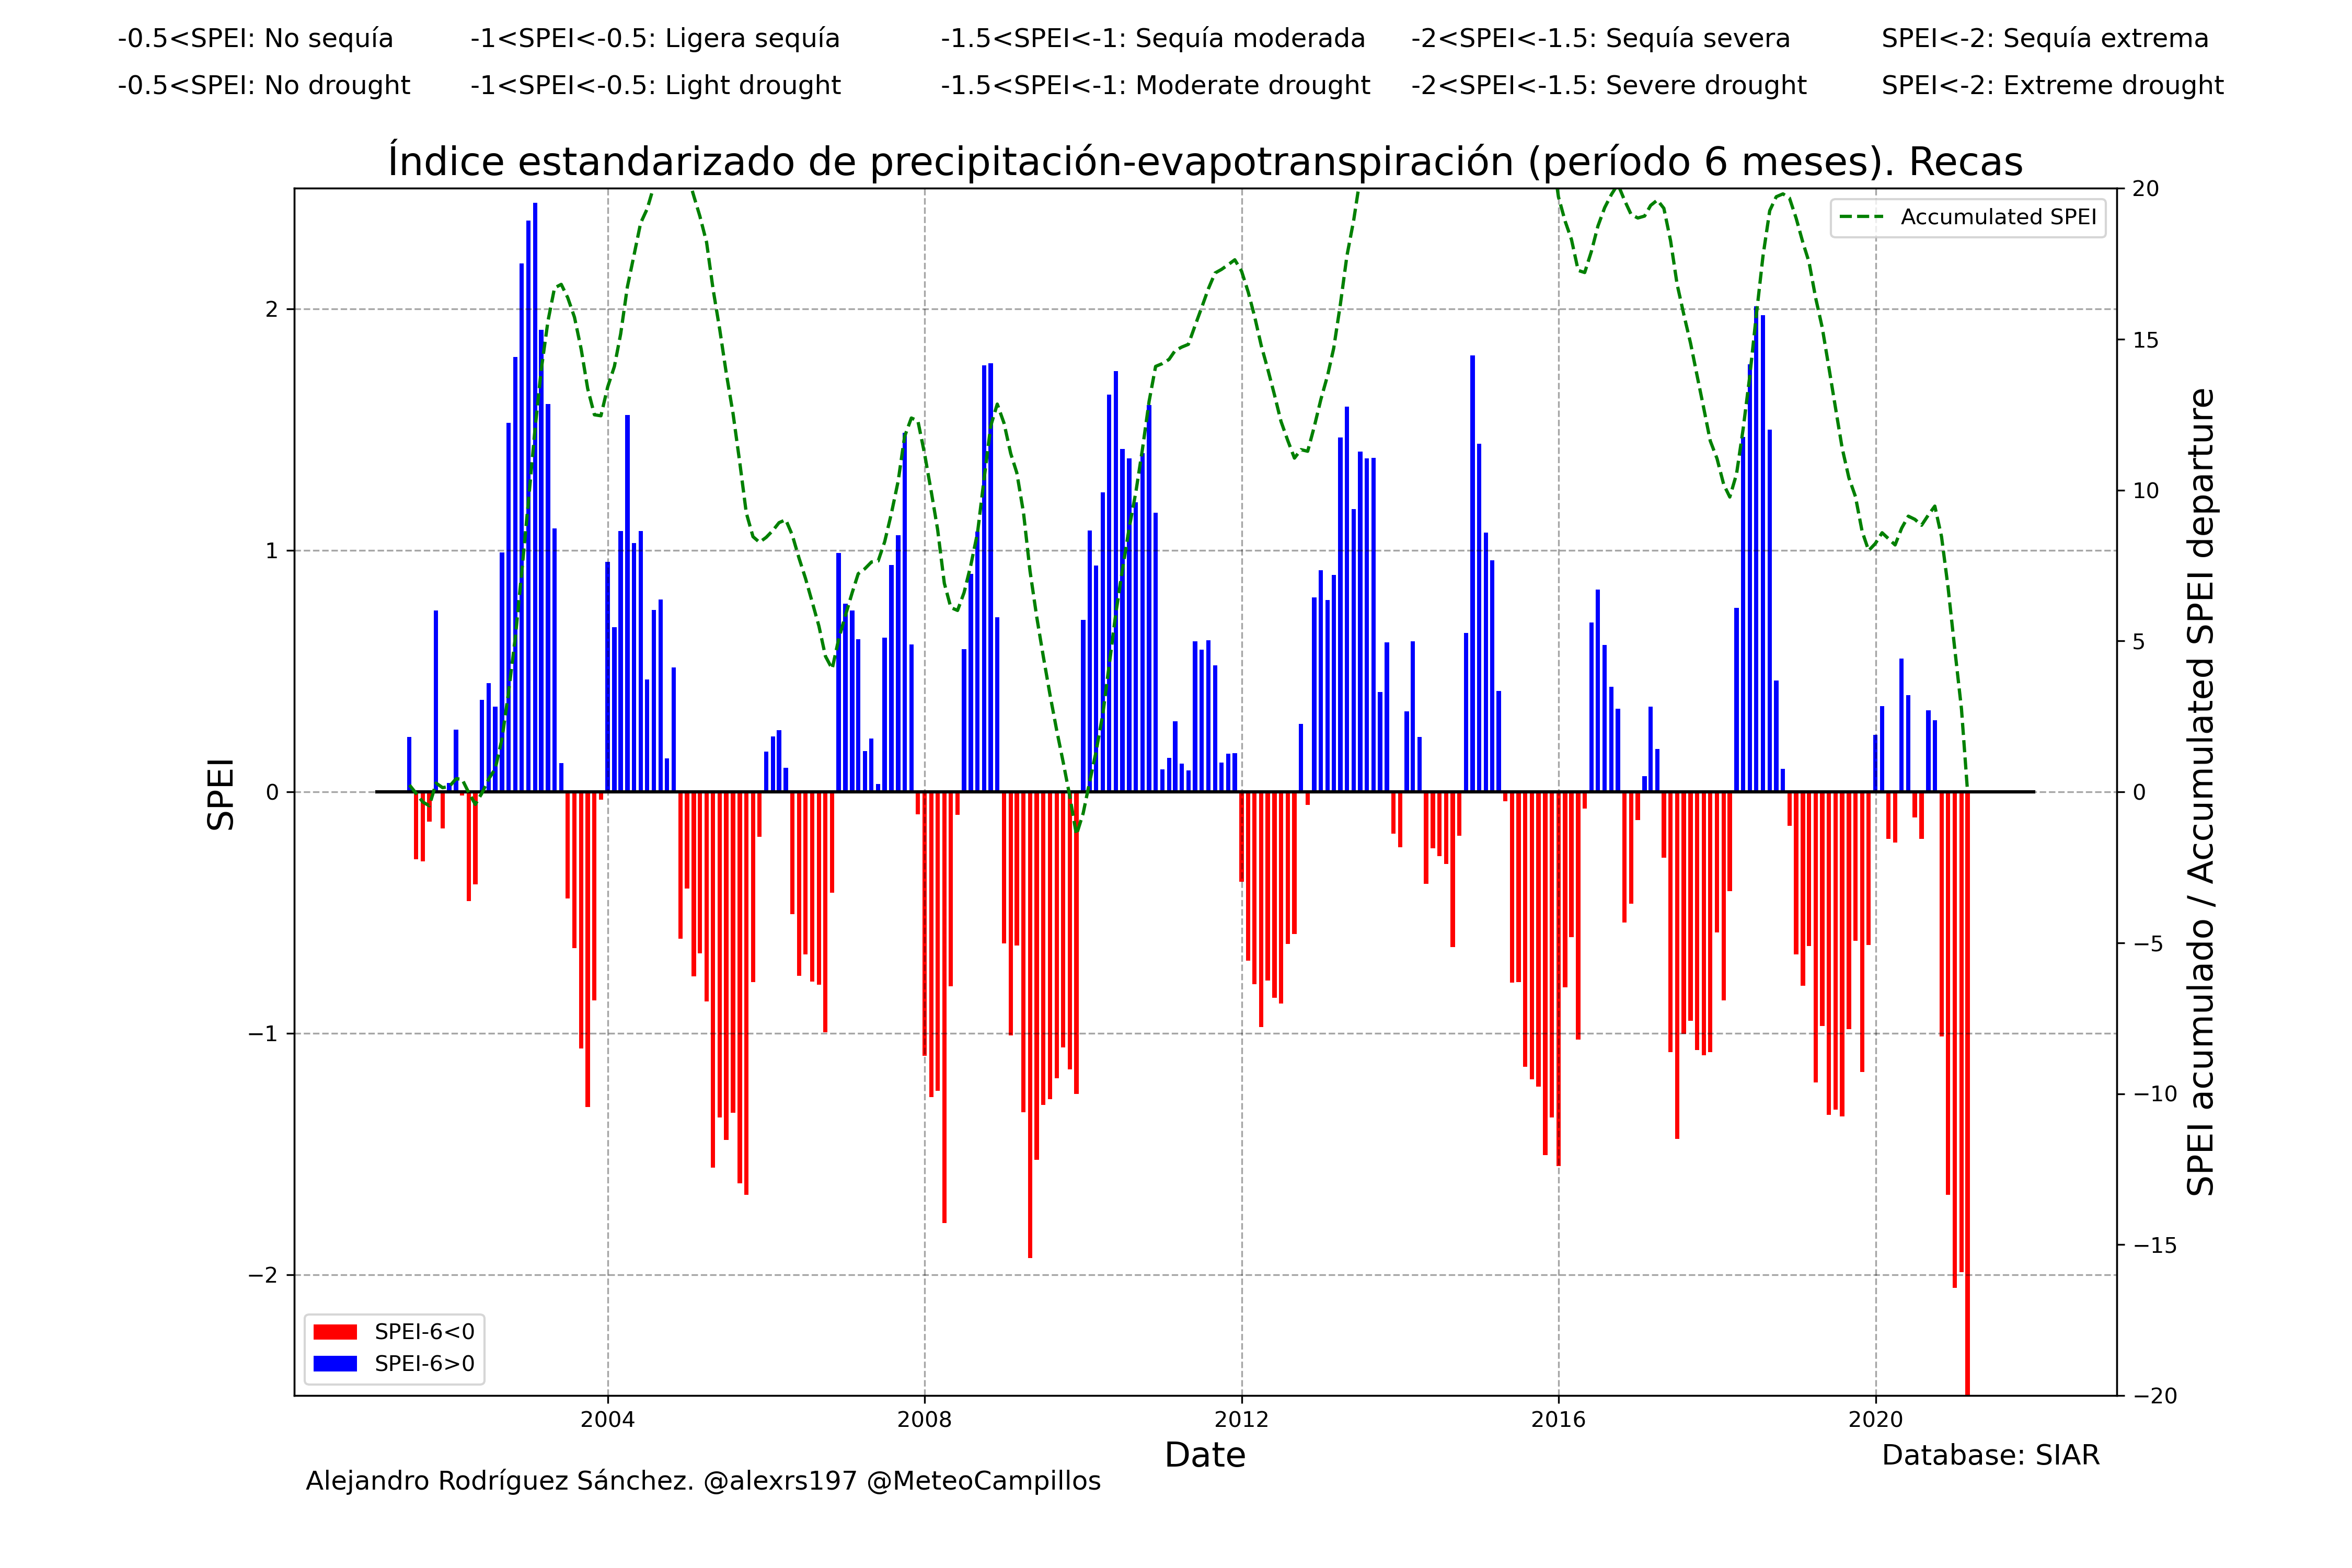 -0.5<SPEI: No sequía -1<SPEI<-0.5: Ligera sequía -1.5<SPEI<-1: Sequía moderada -2<SPEI<-1.5: Sequía severa SPEI<-2: Sequía extrema
-0.5<SPEI: No drought -1<SPEI<-0.5: Light drought -1.5<SPEI<-1: Moderate drought -2<SPEI<-1.5: Severe drought SPEI<-2: Extreme drought
Índice estandarizado de precipitación-evapotranspiración (período 6 meses). Recas
Accumulated SPEI
SPEI
2
1
0
−1
−2
20
15
10
5
0
−5
−10
−15
−20
SPEI acumulado / Accumulated SPEI departure
SPEI-6<0
SPEI-6>0
2004 2008 2012 2016 2020
Date
Database: SIAR
Alejandro Rodríguez Sánchez. @alexrs197 @MeteoCampillos